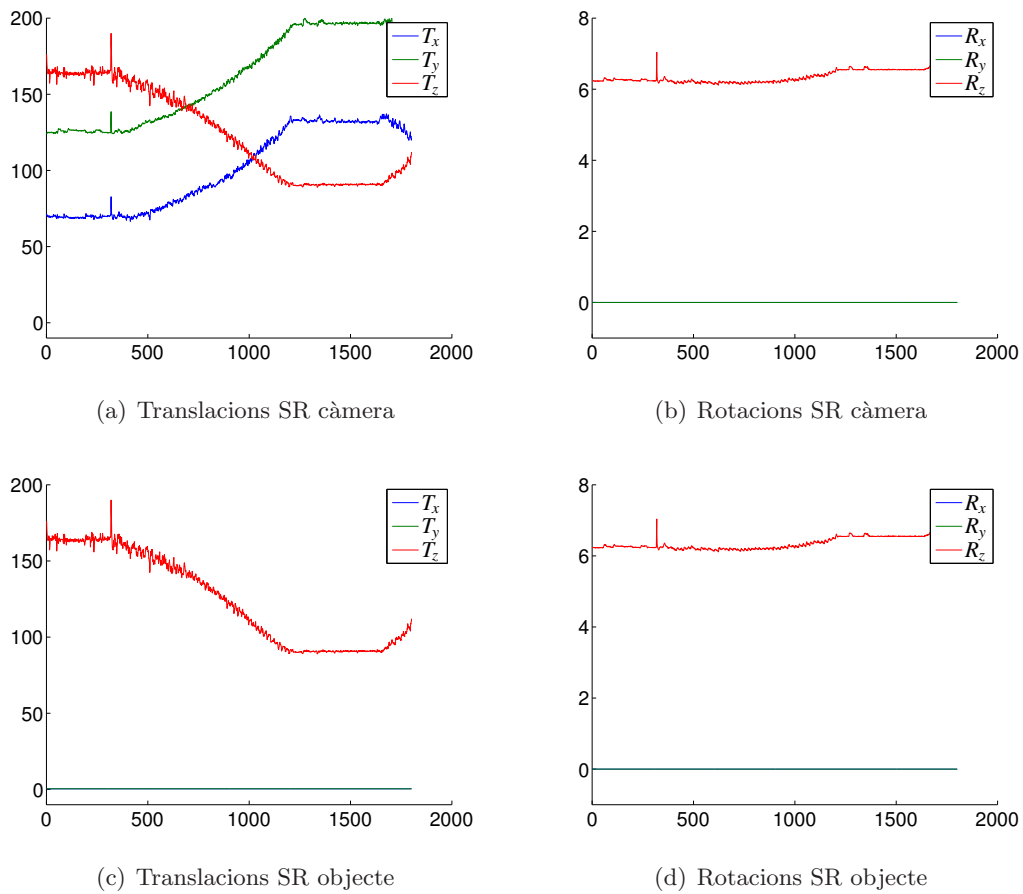 200
150
100
50
0
0 500 1000 1500 2000
T_x
T_y
T_z
(a) Translacions SR càmera
8
6
4
2
0
0 500 1000 1500 2000
R_x
R_y
R_z
(b) Rotacions SR càmera
200
150
100
50
0
0 500 1000 1500 2000
T_x
T_y
T_z
(c) Translacions SR objecte
8
6
4
2
0
0 500 1000 1500 2000
R_x
R_y
R_z
(d) Rotacions SR objecte